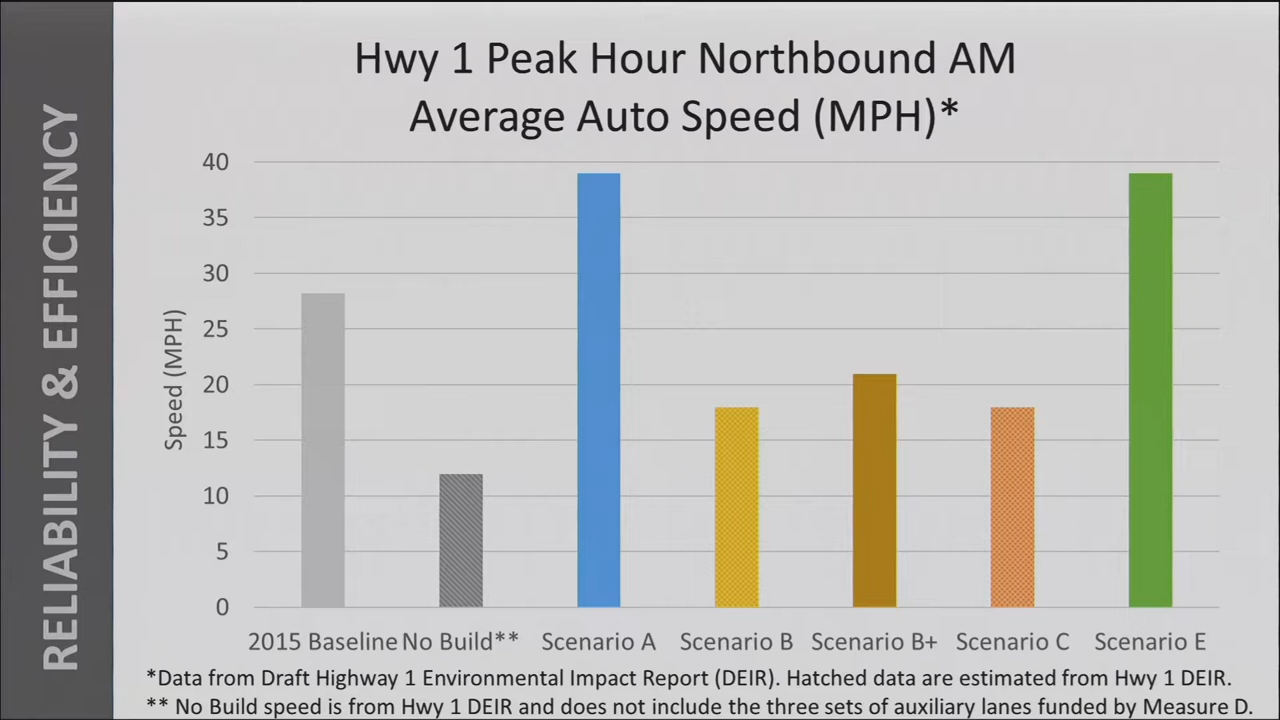 RELIABILITY & EFFICIENCY
Hwy 1 Peak Hour Northbound AM
Average Auto Speed (MPH)*
Speed (MPH)
40
35
30
25
20
15
10
5
0
2015 Baseline No Build** Scenario A Scenario B Scenario B+ Scenario C Scenario E
*Data from Draft Highway 1 Environmental Impact Report (DEIR). Hatched data are estimated from Hwy 1 DEIR.
** No Build speed is from Hwy 1 DEIR and does not include the three sets of auxiliary lanes funded by Measure D.